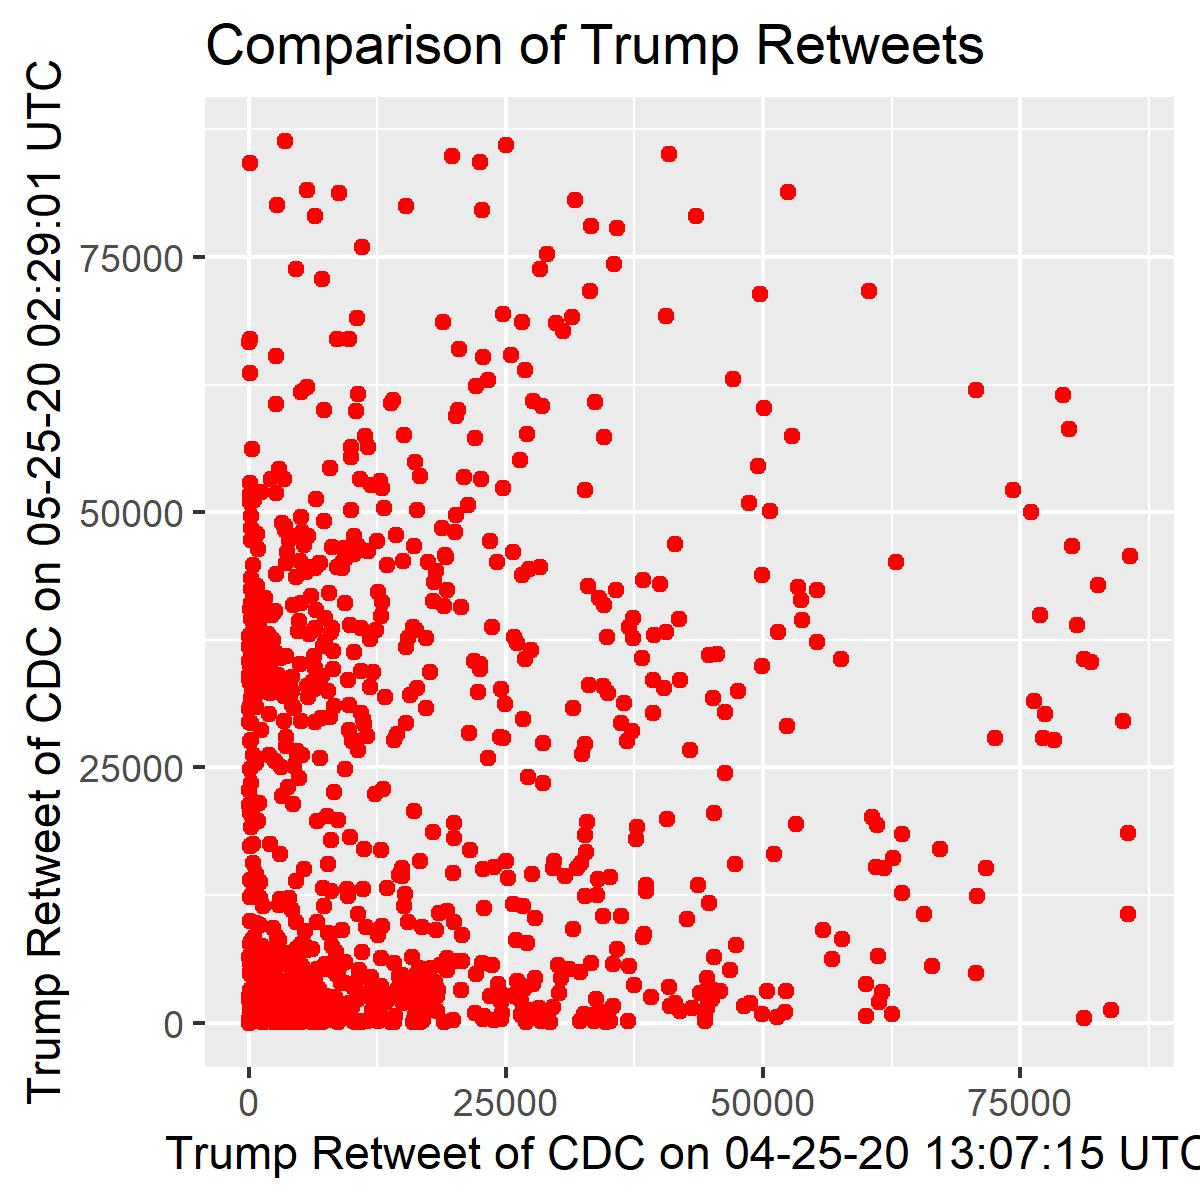 Comparison of Trump Retweets
Trump Retweet of CDC on 05-25-20 02:29:01 UTC
75000
50000
25000
0
0
25000
50000
75000
Trump Retweet of CDC on 04-25-20 13:07:15 UTC